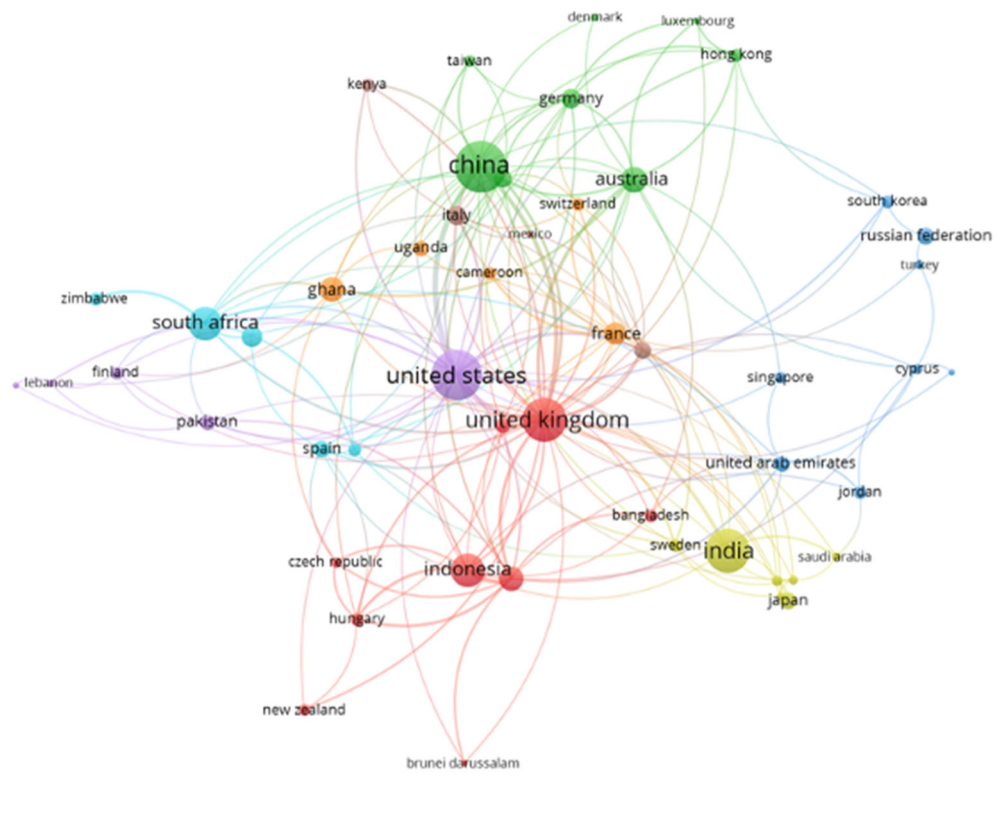 denmark
luxembourg
hong kong
taiwan
kenya
germany
china
australia
switzerland
south korea
italy
mexico
russian federation
uganda
turkey
cameroon
ghana
zimbabwe
south africa
france
finland
lebanon
united states
singapore
cyprus
pakistan
united kingdom
spain
united arab emirates
jordan
bangladesh
sweden
india
saudi arabia
czech republic
indonesia
japan
hungary
new zealand
brunei darussalam